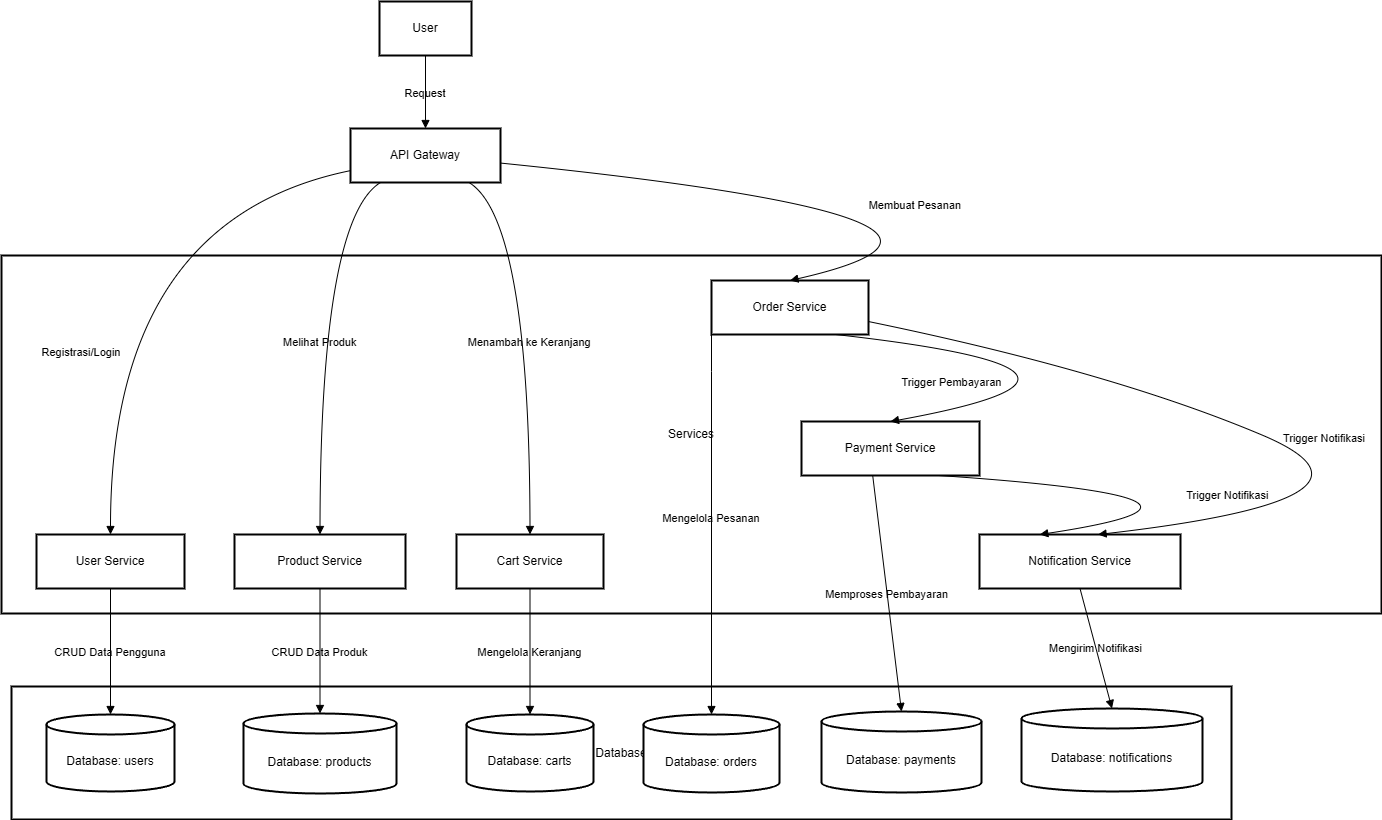 User
Request
API Gateway
Membuat Pesanan
Order Service
Registrasi/Login
Melihat Produk
Menambah ke Keranjang
Trigger Pembayaran
Services
Payment Service
Trigger Notifikasi
Trigger Notifikasi
Mengelola Pesanan
User Service
Product Service
Cart Service
Notification Service
Memproses Pembayaran
CRUD Data Pengguna
CRUD Data Produk
Mengelola Keranjang
Mengirim Notifikasi
Database: users
Database: products
Database: carts
Database
Database: orders
Database: payments
Database: notifications